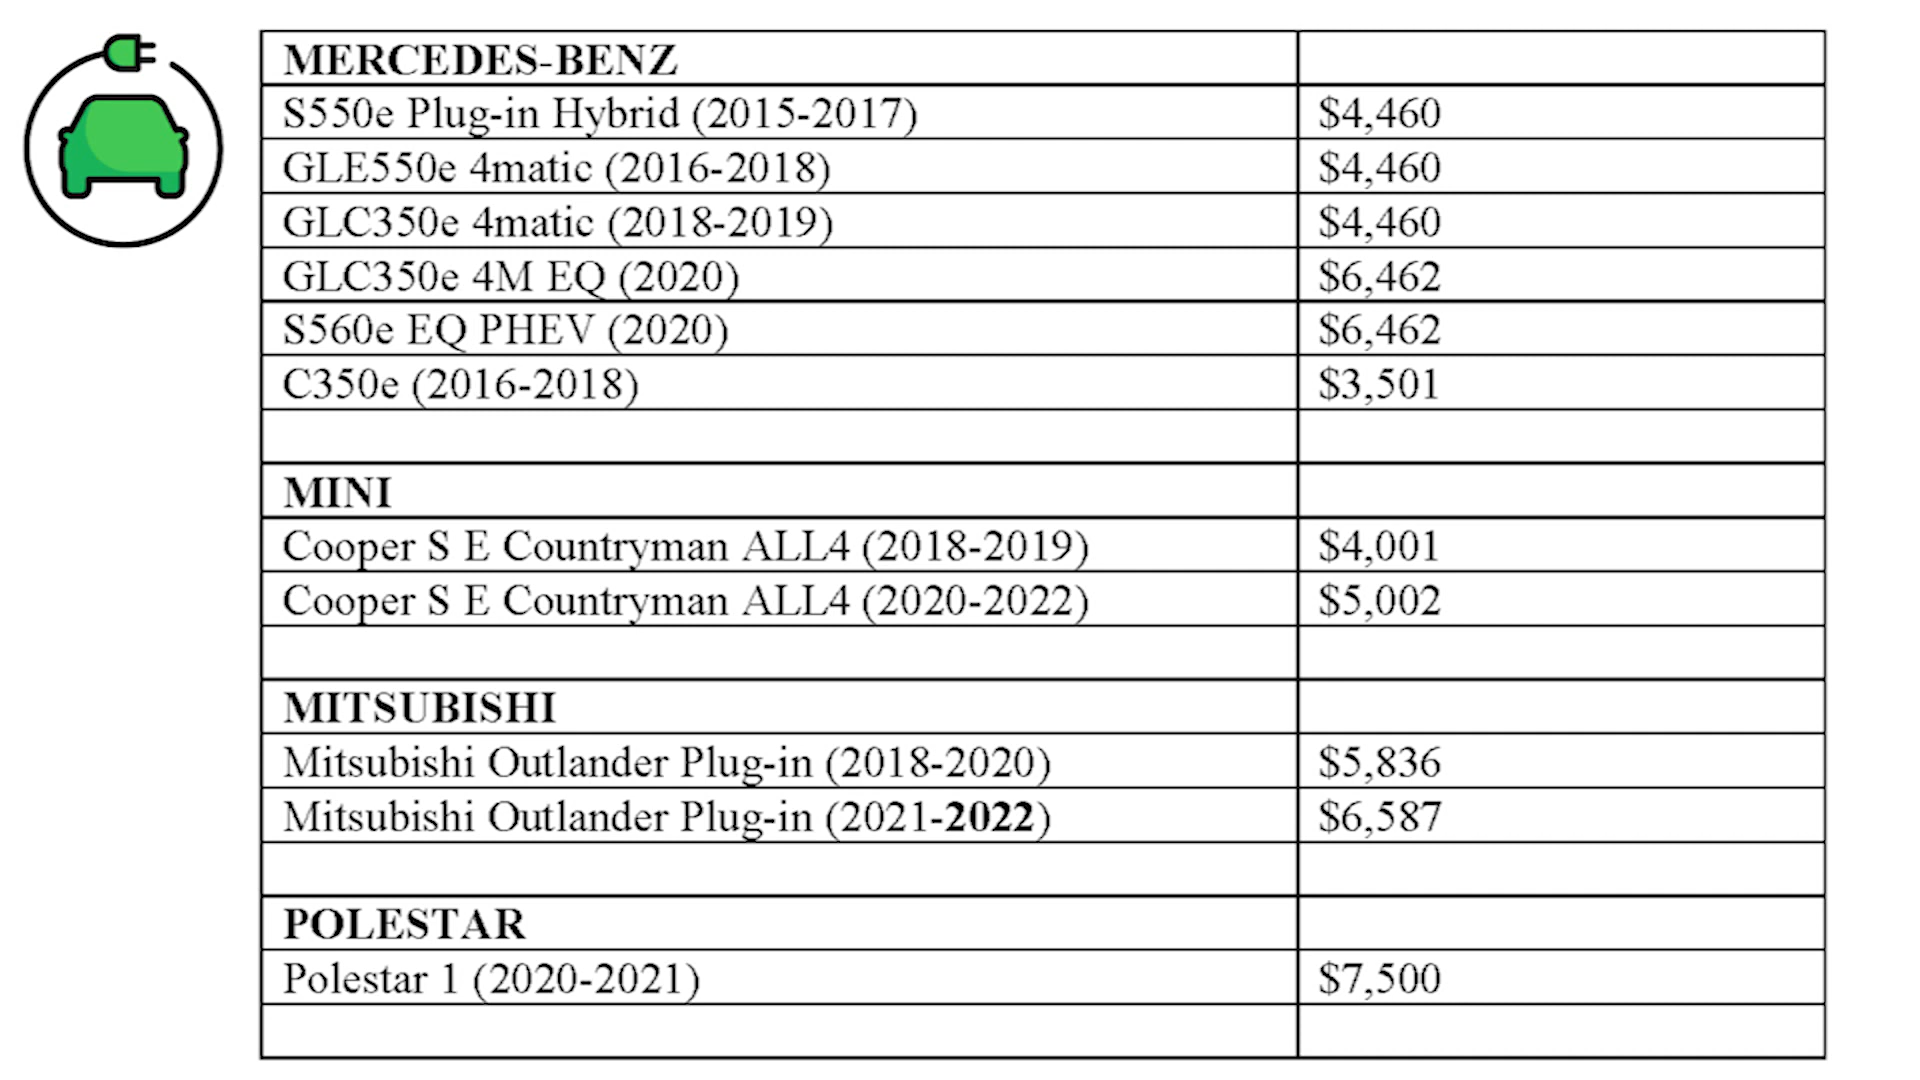 MERCEDES-BENZ
S550e Plug-in Hybrid (2015-2017) $4,460
GLE550e 4matic (2016-2018) $4,460
GLC350e 4matic (2018-2019) $4,460
GLC350e 4M EQ (2020) $6,462
S560e EQ PHEV (2020) $6,462
C350e (2016-2018) $3,501
MINI
Cooper S E Countryman ALL4 (2018-2019) $4,001
Cooper S E Countryman ALL4 (2020-2022) $5,002
MITSUBISHI
Mitsubishi Outlander Plug-in (2018-2020) $5,836
Mitsubishi Outlander Plug-in (2021-2022) $6,587
POLESTAR
Polestar 1 (2020-2021) $7,500